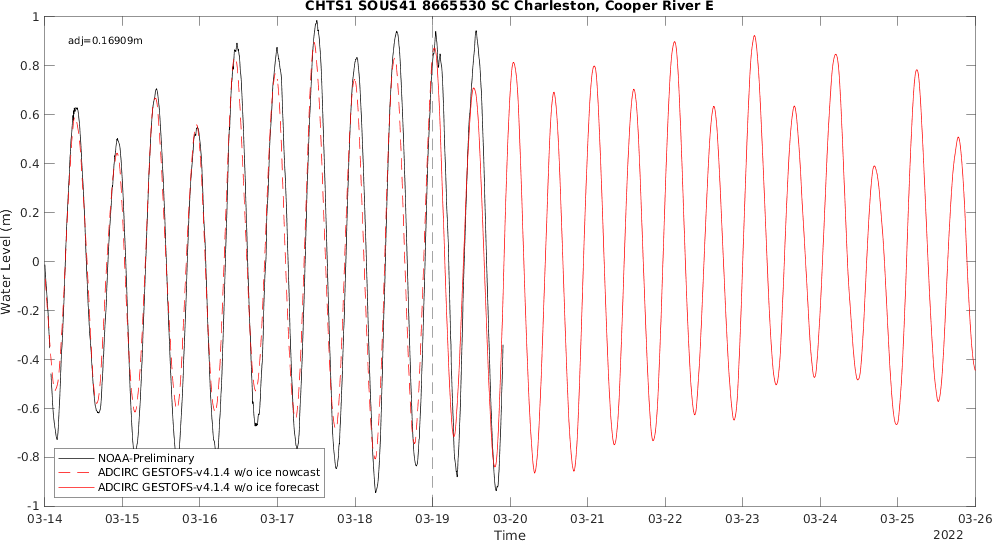 CHTS1 SOUS41 8665530 SC Charleston, Cooper River E
adj=0.16909m
1
0.8
0.6
0.4
0.2
0
-0.2
-0.4
-0.6
-0.8
-1
Water Level (m)
NOAA-Preliminary
ADCIRC GESTOFS-v4.1.4 w/o ice nowcast
ADCIRC GESTOFS-v4.1.4 w/o ice forecast
03-14 03-15 03-16 03-17 03-18 03-19 03-20 03-21 03-22 03-23 03-24 03-25 03-26
Time
2022